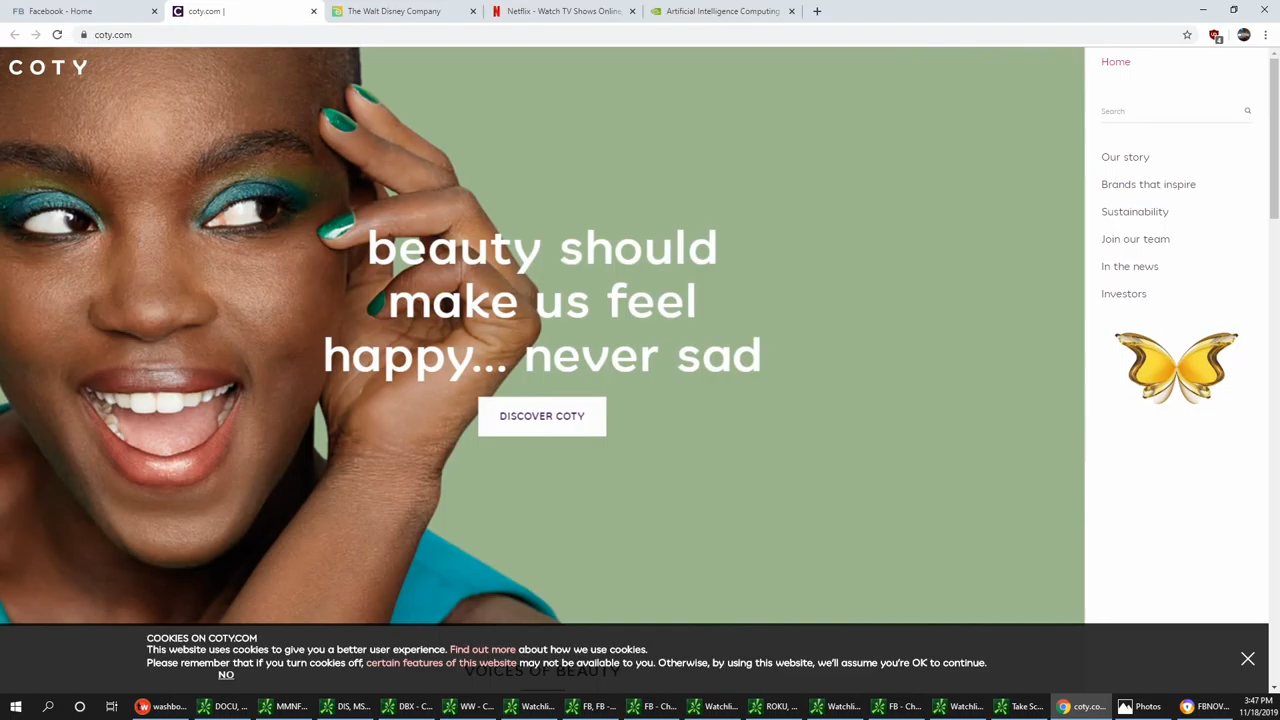 Facebook - Home
coty.com |
The Walt Disney Company
Netflix - Watch TV Shows Online,
Artificial Intelligence Computing
coty.com
COTY
Home
Search
Our story
Brands that inspire
Sustainability
Join our team
In the news
Investors
beauty should
make us feel
happy... never sad
DISCOVER COTY
VOICES OF BEAUTY
COOKIES ON COTY.COM
This website uses cookies to give you a better user experience. Find out more about how we use cookies.
Please remember that if you turn cookies off, certain features of this website may not be available to you. Otherwise, by using this website, we'll assume you're OK to continue.
NO
washbo...
DOCU, ...
MMNF...
DIS, MS...
DBX - C...
WW - C...
Watchli...
FB, FB -...
FB - Ch...
Watchli...
ROKU, ...
Watchli...
FB - Ch...
Watchli...
Take Sc...
coty.co...
Photos
FBNOV...
3:47 PM
11/18/2019